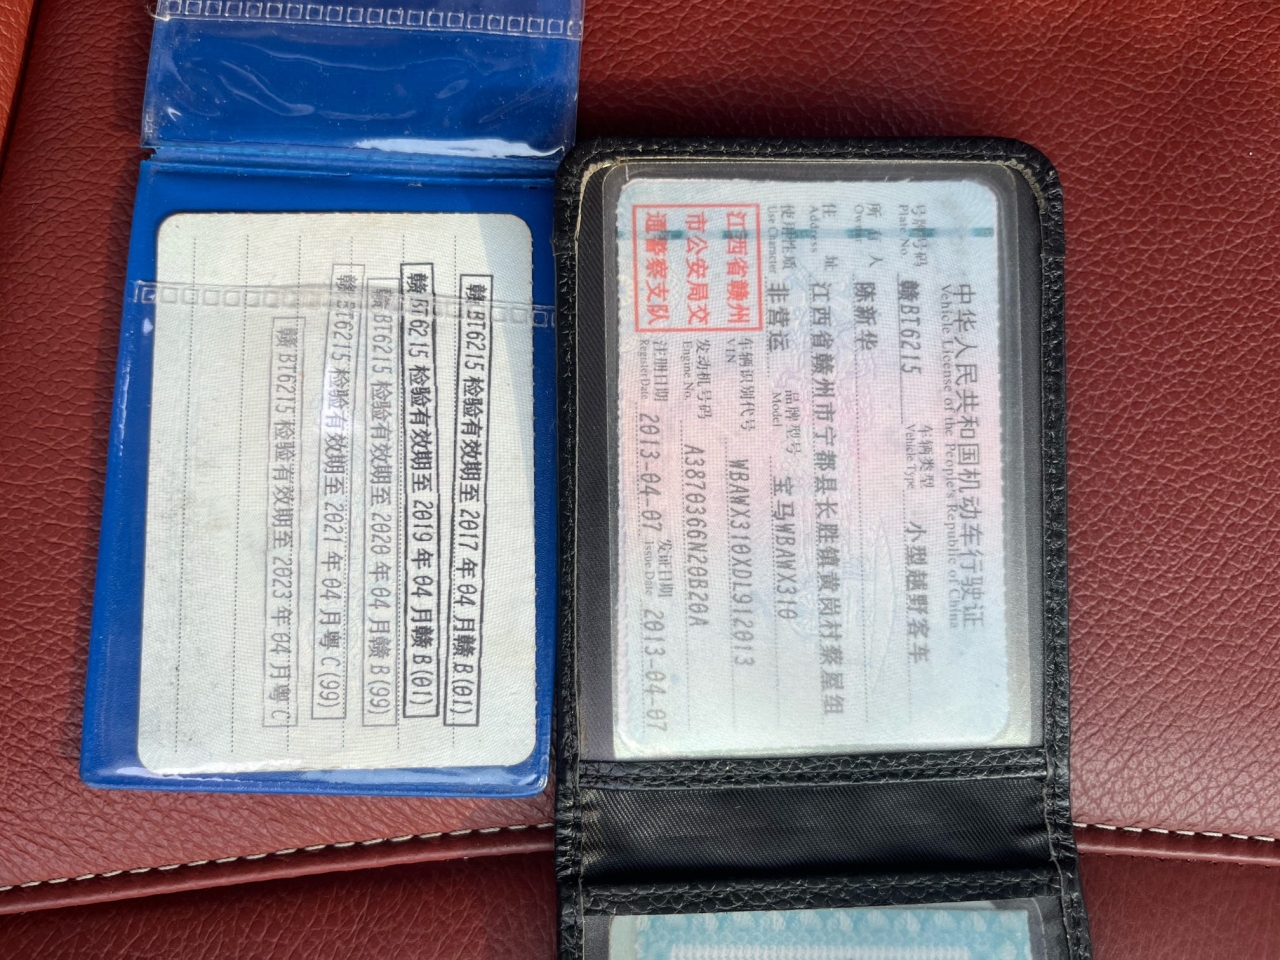 中华人民共和国机动车行驶证
Vehicle License of the People's Republic of China
号牌号码 赣BT6215 车辆类型 小型越野客车
Plate No. Vehicle Type
所有人 陈新华
Owner
住址 江西省赣州市宁都县长胜镇黄岗村蔡屋组
Address
使用性质 非营运 品牌型号 宝马WBAWX310
Use Character Model
江西省赣州
市公安局交
通警察支队
车辆识别代号 WBAWX310XDL912013
VIN
发动机号码 A3870366N20B20A
Engine No.
注册日期 2013-04-07 发证日期 2013-04-07
Register Date Issue Date
赣BT6215 检验有效期至 2017 年 04 月赣 B(01)
赣BT6215 检验有效期至 2019 年 04 月赣 B(01)
赣BT6215 检验有效期至 2020 年 04 月赣 B(99)
赣BT6215 检验有效期至 2021 年 04 月粤 C(99)
赣BT6215 检验有效期至 2023 年 04 月粤 C